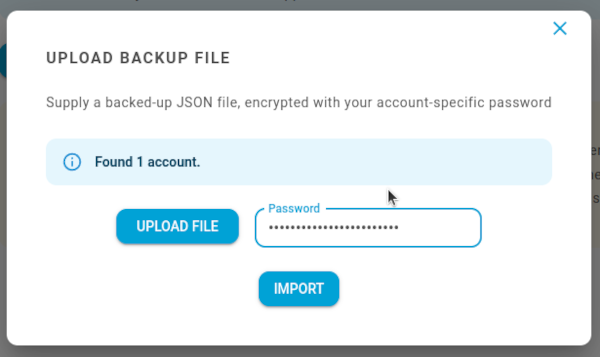 UPLOAD BACKUP FILE
Supply a backed-up JSON file, encrypted with your account-specific password
Found 1 account.
Password
UPLOAD FILE
••••••••••••••••••••••••
IMPORT